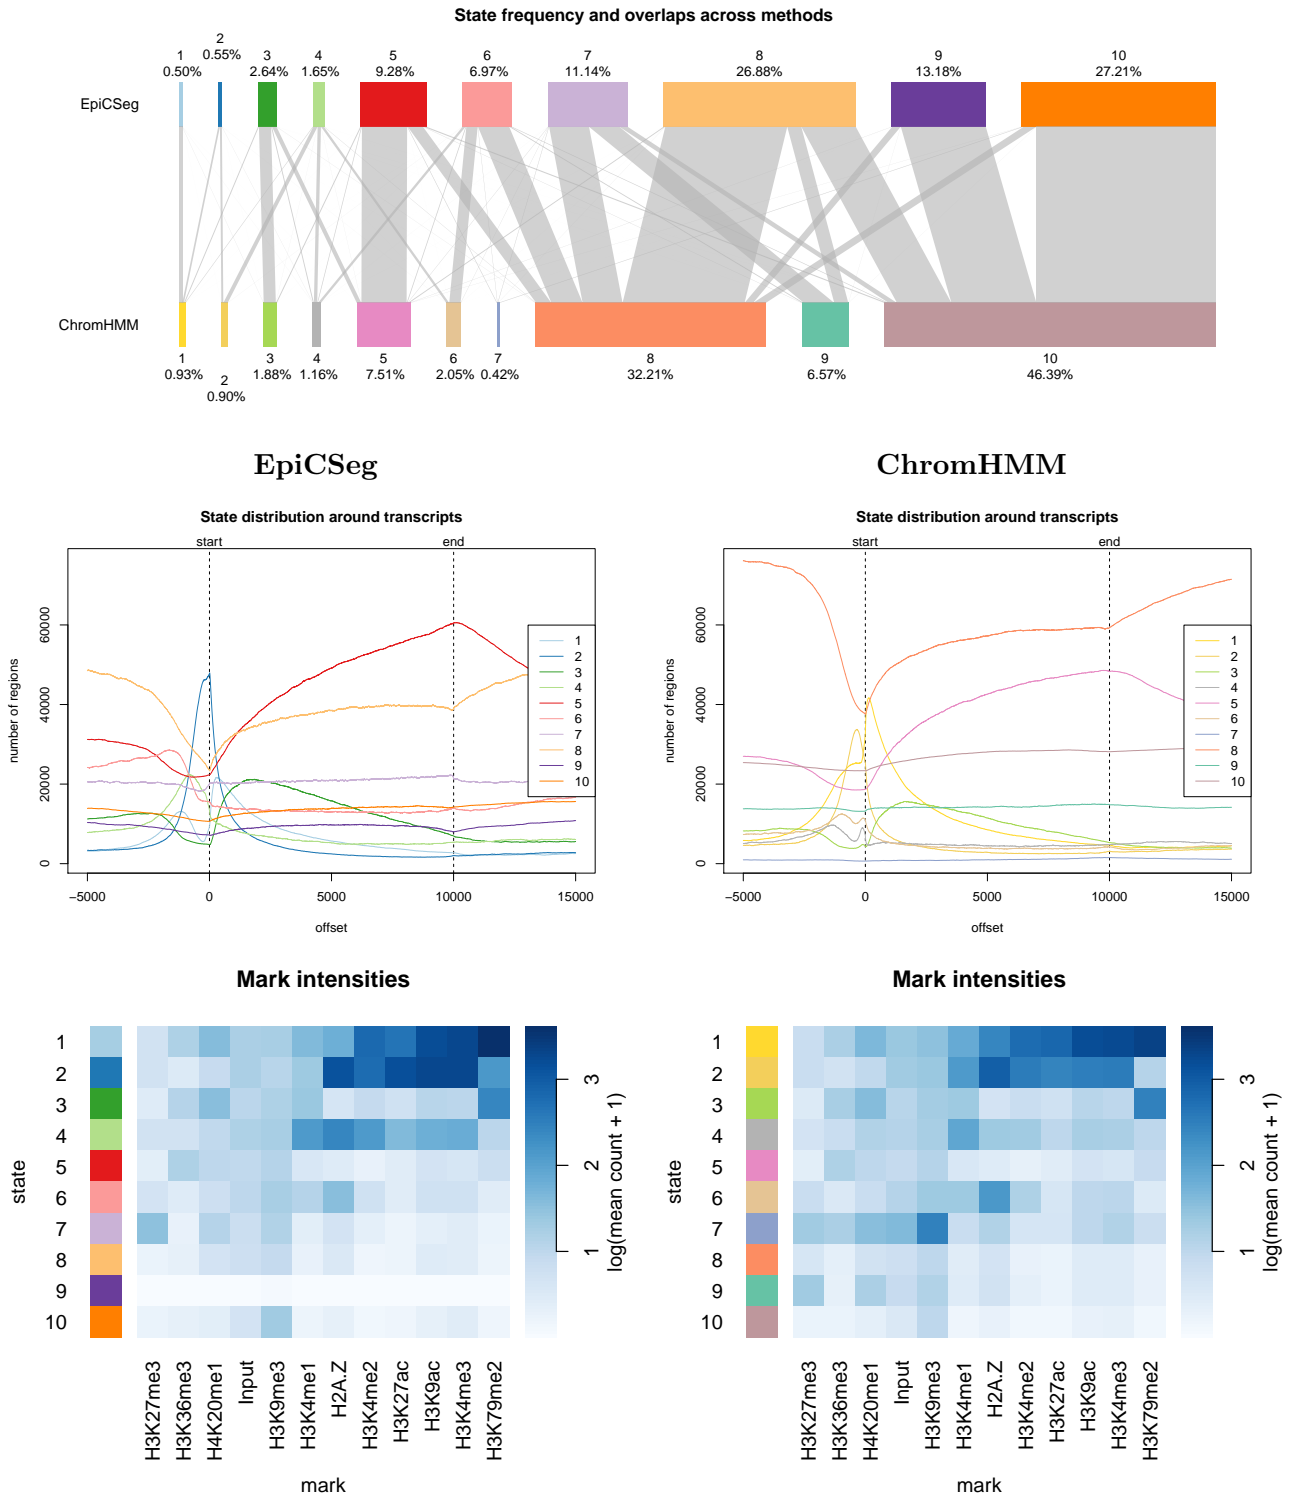 State frequency and overlaps across methods
1 2 3 4 5 6 7 8 9 10
0.50% 0.55% 2.64% 1.65% 9.28% 6.97% 11.14% 26.88% 13.18% 27.21%
EpiCSeg
ChromHMM
1 2 3 4 5 6 7 8 9 10
0.93% 0.90% 1.88% 1.16% 7.51% 2.05% 0.42% 32.21% 6.57% 46.39%
EpiCSeg
State distribution around transcripts
start end
number of regions
0 20000 40000 60000
1
2
3
4
5
6
7
8
9
10
−5000 0 5000 10000 15000
offset
ChromHMM
State distribution around transcripts
start end
number of regions
0 20000 40000 60000
1
2
3
4
5
6
7
8
9
10
−5000 0 5000 10000 15000
offset
Mark intensities
state
1
2
3
4
5
6
7
8
9
10
H3K27me3
H3K36me3
H4K20me1
Input
H3K9me3
H3K4me1
H2A.Z
H3K4me2
H3K27ac
H3K9ac
H3K4me3
H3K79me2
mark
1 2 3
log(mean count + 1)
Mark intensities
state
1
2
3
4
5
6
7
8
9
10
H3K27me3
H3K36me3
H4K20me1
Input
H3K9me3
H3K4me1
H2A.Z
H3K4me2
H3K27ac
H3K9ac
H3K4me3
H3K79me2
mark
1 2 3
log(mean count + 1)